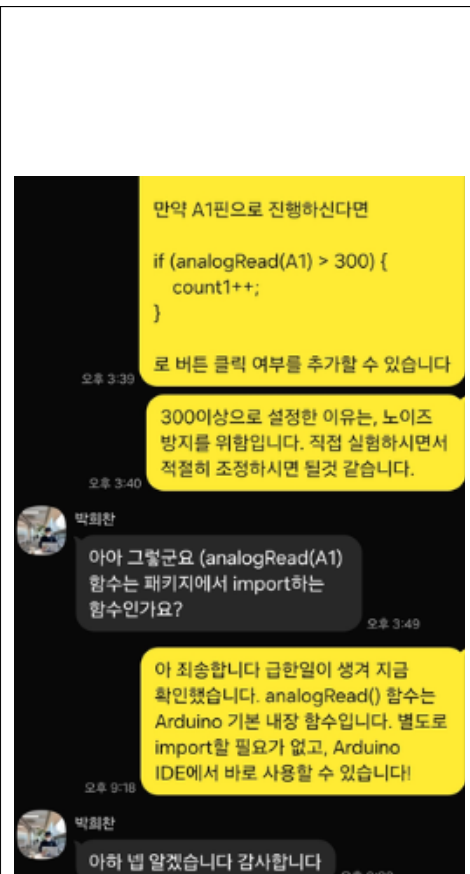 만약 A1핀으로 진행하신다면
if (analogRead(A1) > 300) {
count1++;
}
로 버튼 클릭 여부를 추가할 수 있습니다
오후 3:39
300이상으로 설정한 이유는, 노이즈
방지를 위함입니다. 직접 실험하시면서
적절히 조정하시면 될것 같습니다.
오후 3:40
박희찬
아아 그렇군요 (analogRead(A1)
함수는 패키지에서 import하는
함수인가요?
오후 3:49
아 죄송합니다 급한일이 생겨 지금
확인했습니다. analogRead() 함수는
Arduino 기본 내장 함수입니다. 별도로
import할 필요가 없고, Arduino
IDE에서 바로 사용할 수 있습니다!
오후 9:18
박희찬
아하 넵 알겠습니다 감사합니다